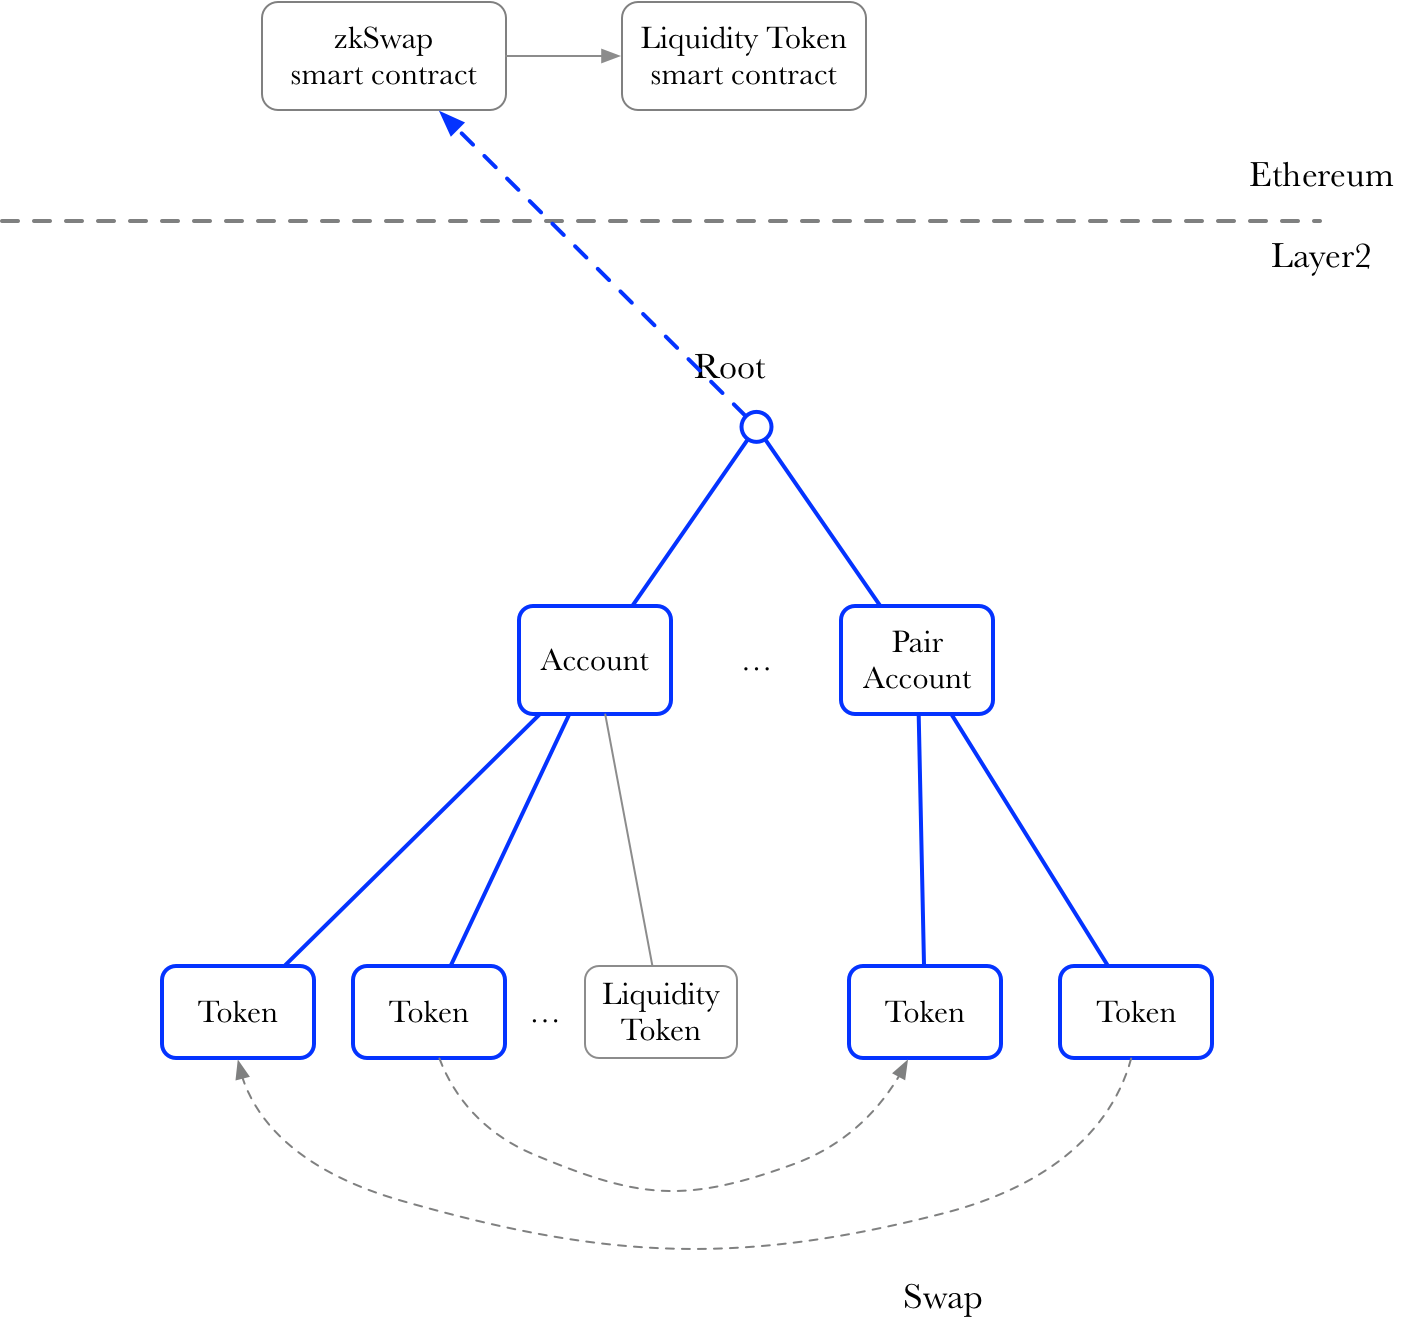 zkSwap
smart contract
Liquidity Token
smart contract
Ethereum
Layer2
Root
Account
...
Pair
Account
Token
Token
...
Liquidity
Token
Token
Token
Swap